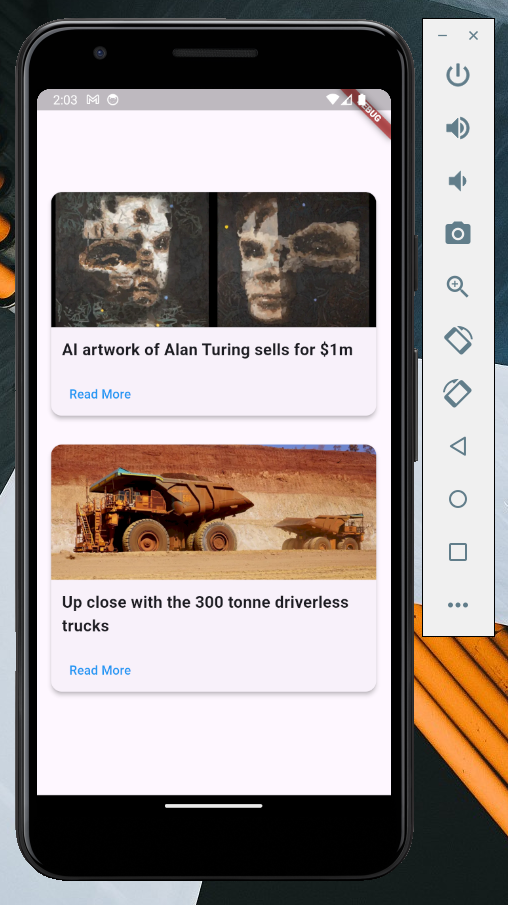 2:03
DEBUG
AI artwork of Alan Turing sells for $1m
Read More
Up close with the 300 tonne driverless
trucks
Read More